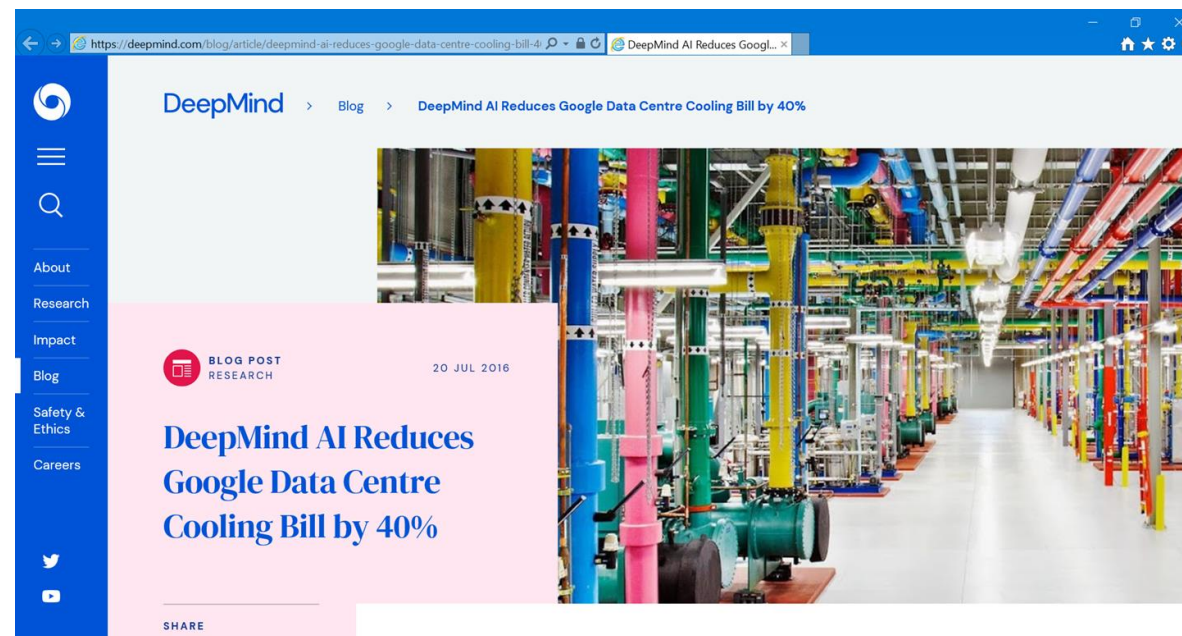 https://deepmind.com/blog/article/deepmind-ai-reduces-google-data-centre-cooling-bill-4
DeepMind AI Reduces Googl...
DeepMind > Blog > DeepMind AI Reduces Google Data Centre Cooling Bill by 40%
About
Research
Impact
Blog
Safety &
Ethics
Careers
BLOG POST
RESEARCH
20 JUL 2016
DeepMind AI Reduces
Google Data Centre
Cooling Bill by 40%
SHARE